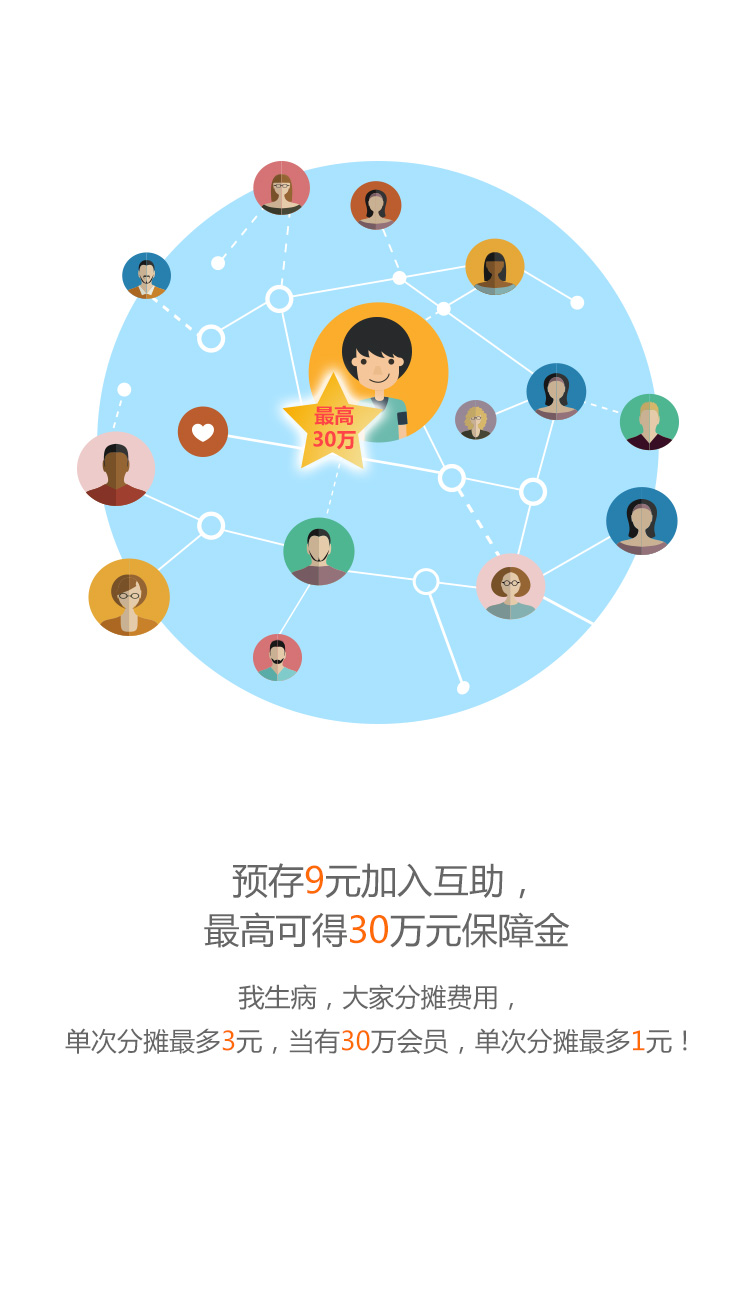 最高
30万
预存9元加入互助，
最高可得30万元保障金
我生病，大家分摊费用，
单次分摊最多3元，当有30万会员，单次分摊最多1元！